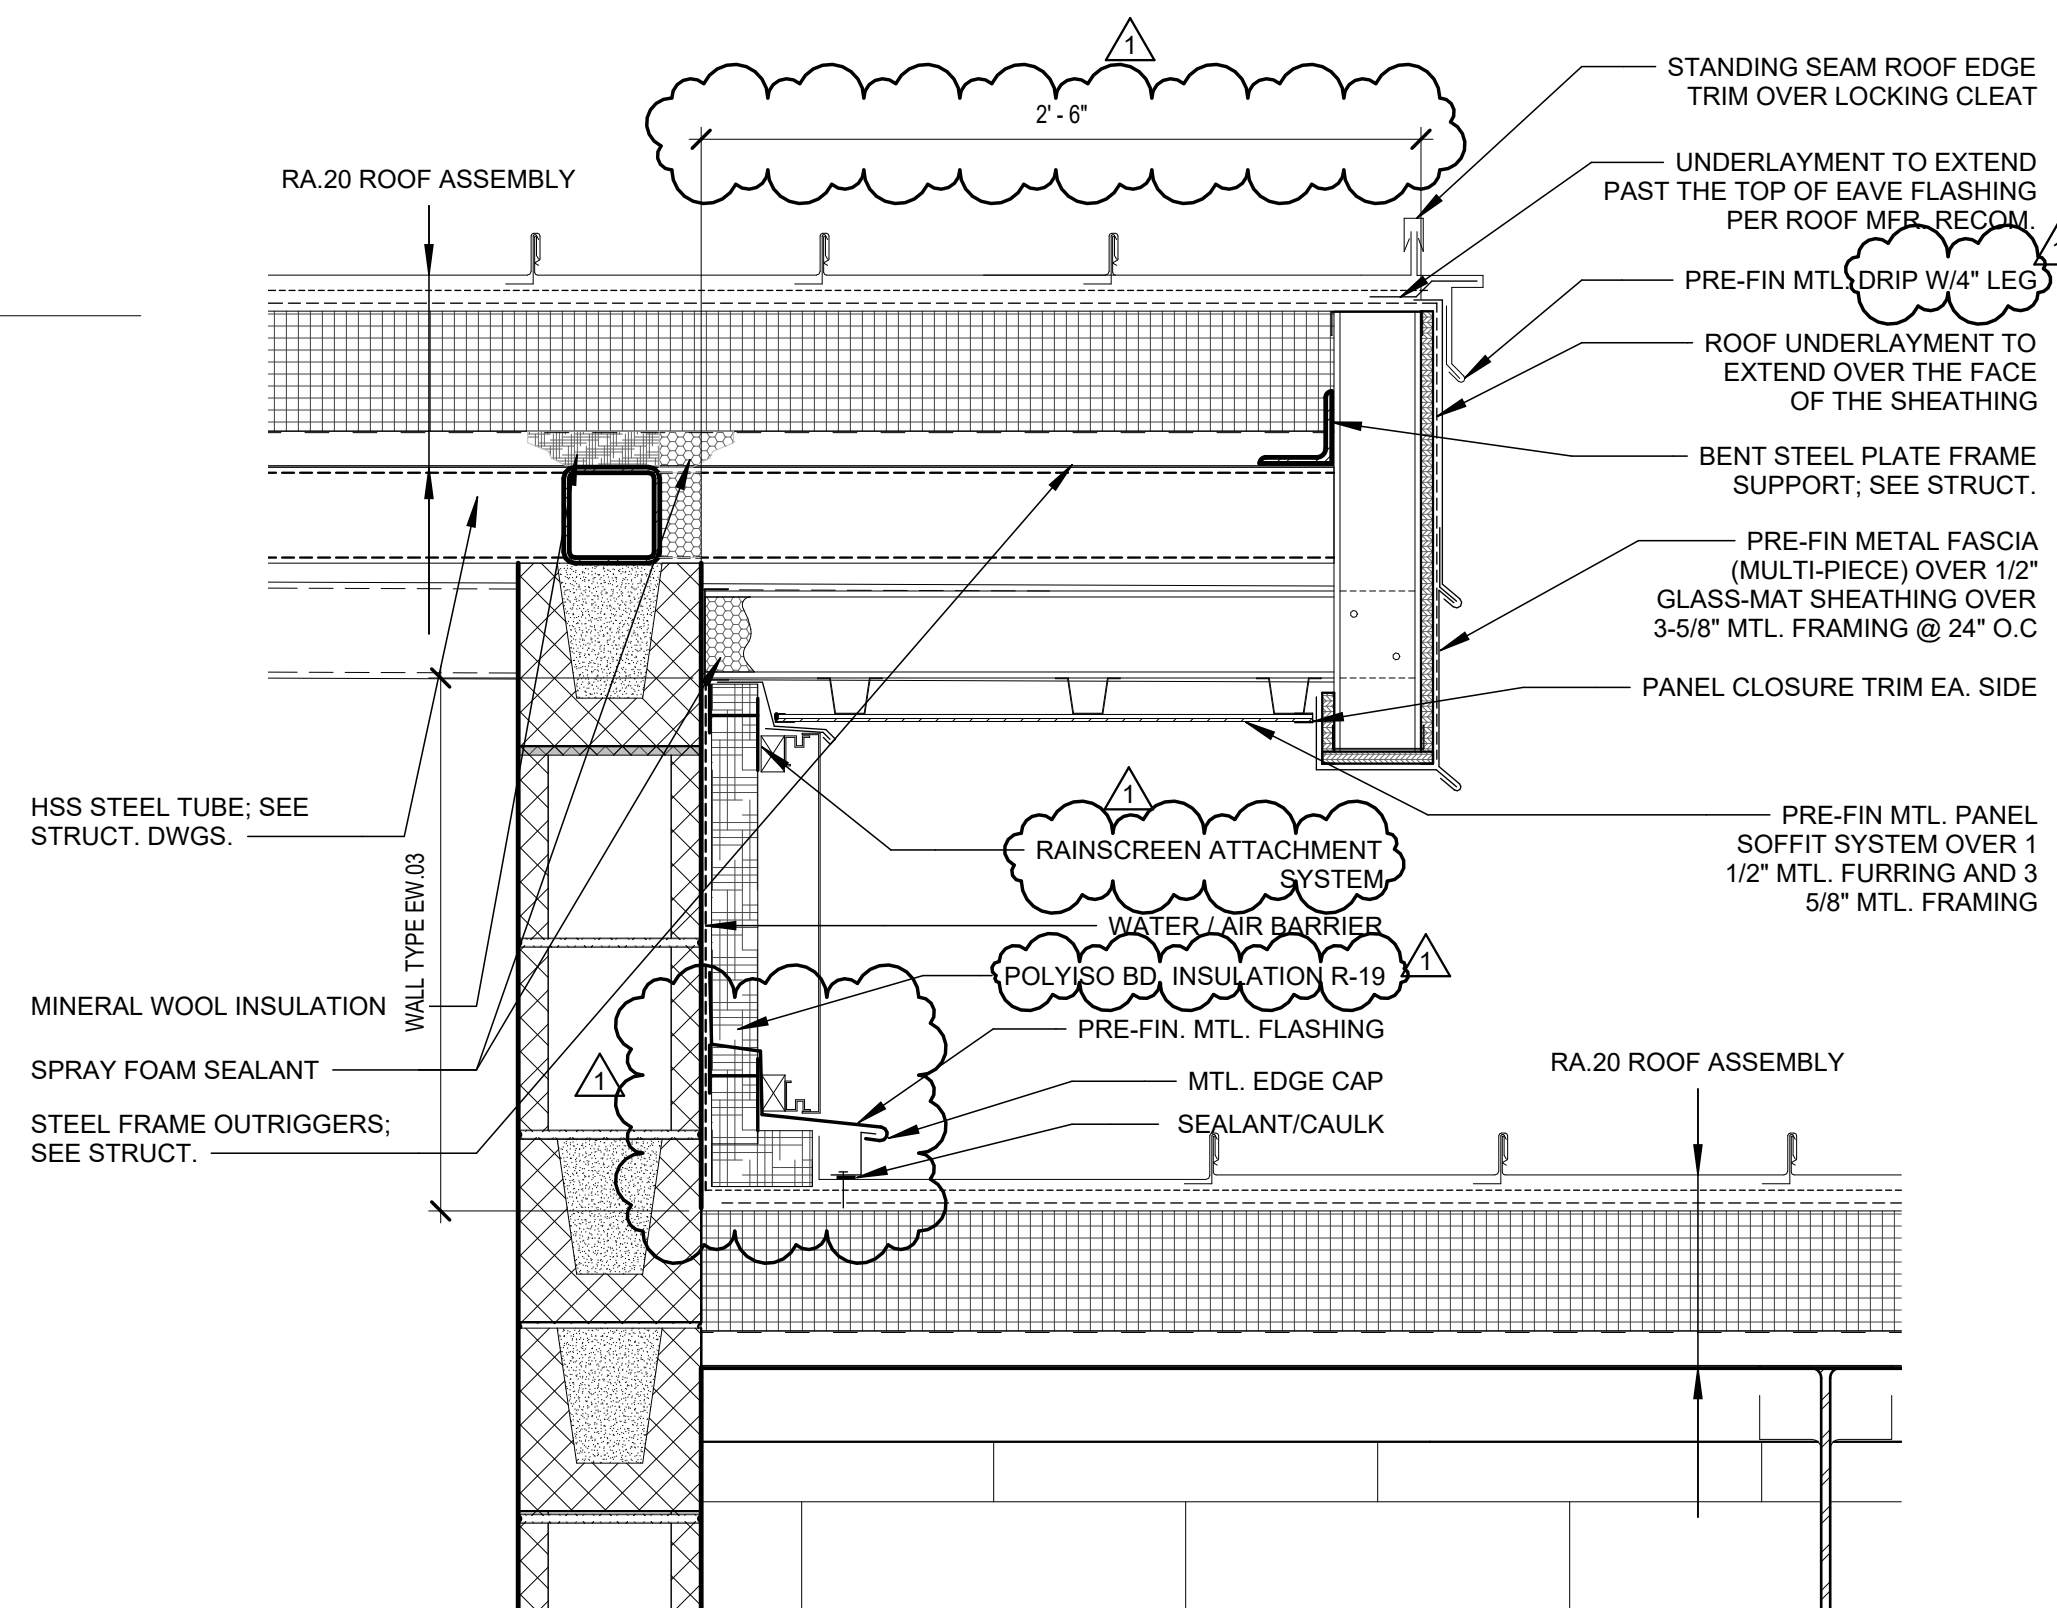 1
2' - 6"
STANDING SEAM ROOF EDGE
TRIM OVER LOCKING CLEAT
RA.20 ROOF ASSEMBLY
UNDERLAYMENT TO EXTEND
PAST THE TOP OF EAVE FLASHING
PER ROOF MFR. RECOM.
PRE-FIN MTL. DRIP W/4" LEG
ROOF UNDERLAYMENT TO
EXTEND OVER THE FACE
OF THE SHEATHING
BENT STEEL PLATE FRAME
SUPPORT; SEE STRUCT.
PRE-FIN METAL FASCIA
(MULTI-PIECE) OVER 1/2"
GLASS-MAT SHEATHING OVER
3-5/8" MTL. FRAMING @ 24" O.C
PANEL CLOSURE TRIM EA. SIDE
PRE-FIN MTL. PANEL
SOFFIT SYSTEM OVER 1
1/2" MTL. FURRING AND 3
5/8" MTL. FRAMING
HSS STEEL TUBE; SEE
STRUCT. DWGS.
WALL TYPE EW.03
MINERAL WOOL INSULATION
SPRAY FOAM SEALANT
STEEL FRAME OUTRIGGERS;
SEE STRUCT.
1
RAINSCREEN ATTACHMENT
SYSTEM
WATER / AIR BARRIER
POLYISO BD. INSULATION R-19
1
PRE-FIN. MTL. FLASHING
MTL. EDGE CAP
SEALANT/CAULK
1
RA.20 ROOF ASSEMBLY